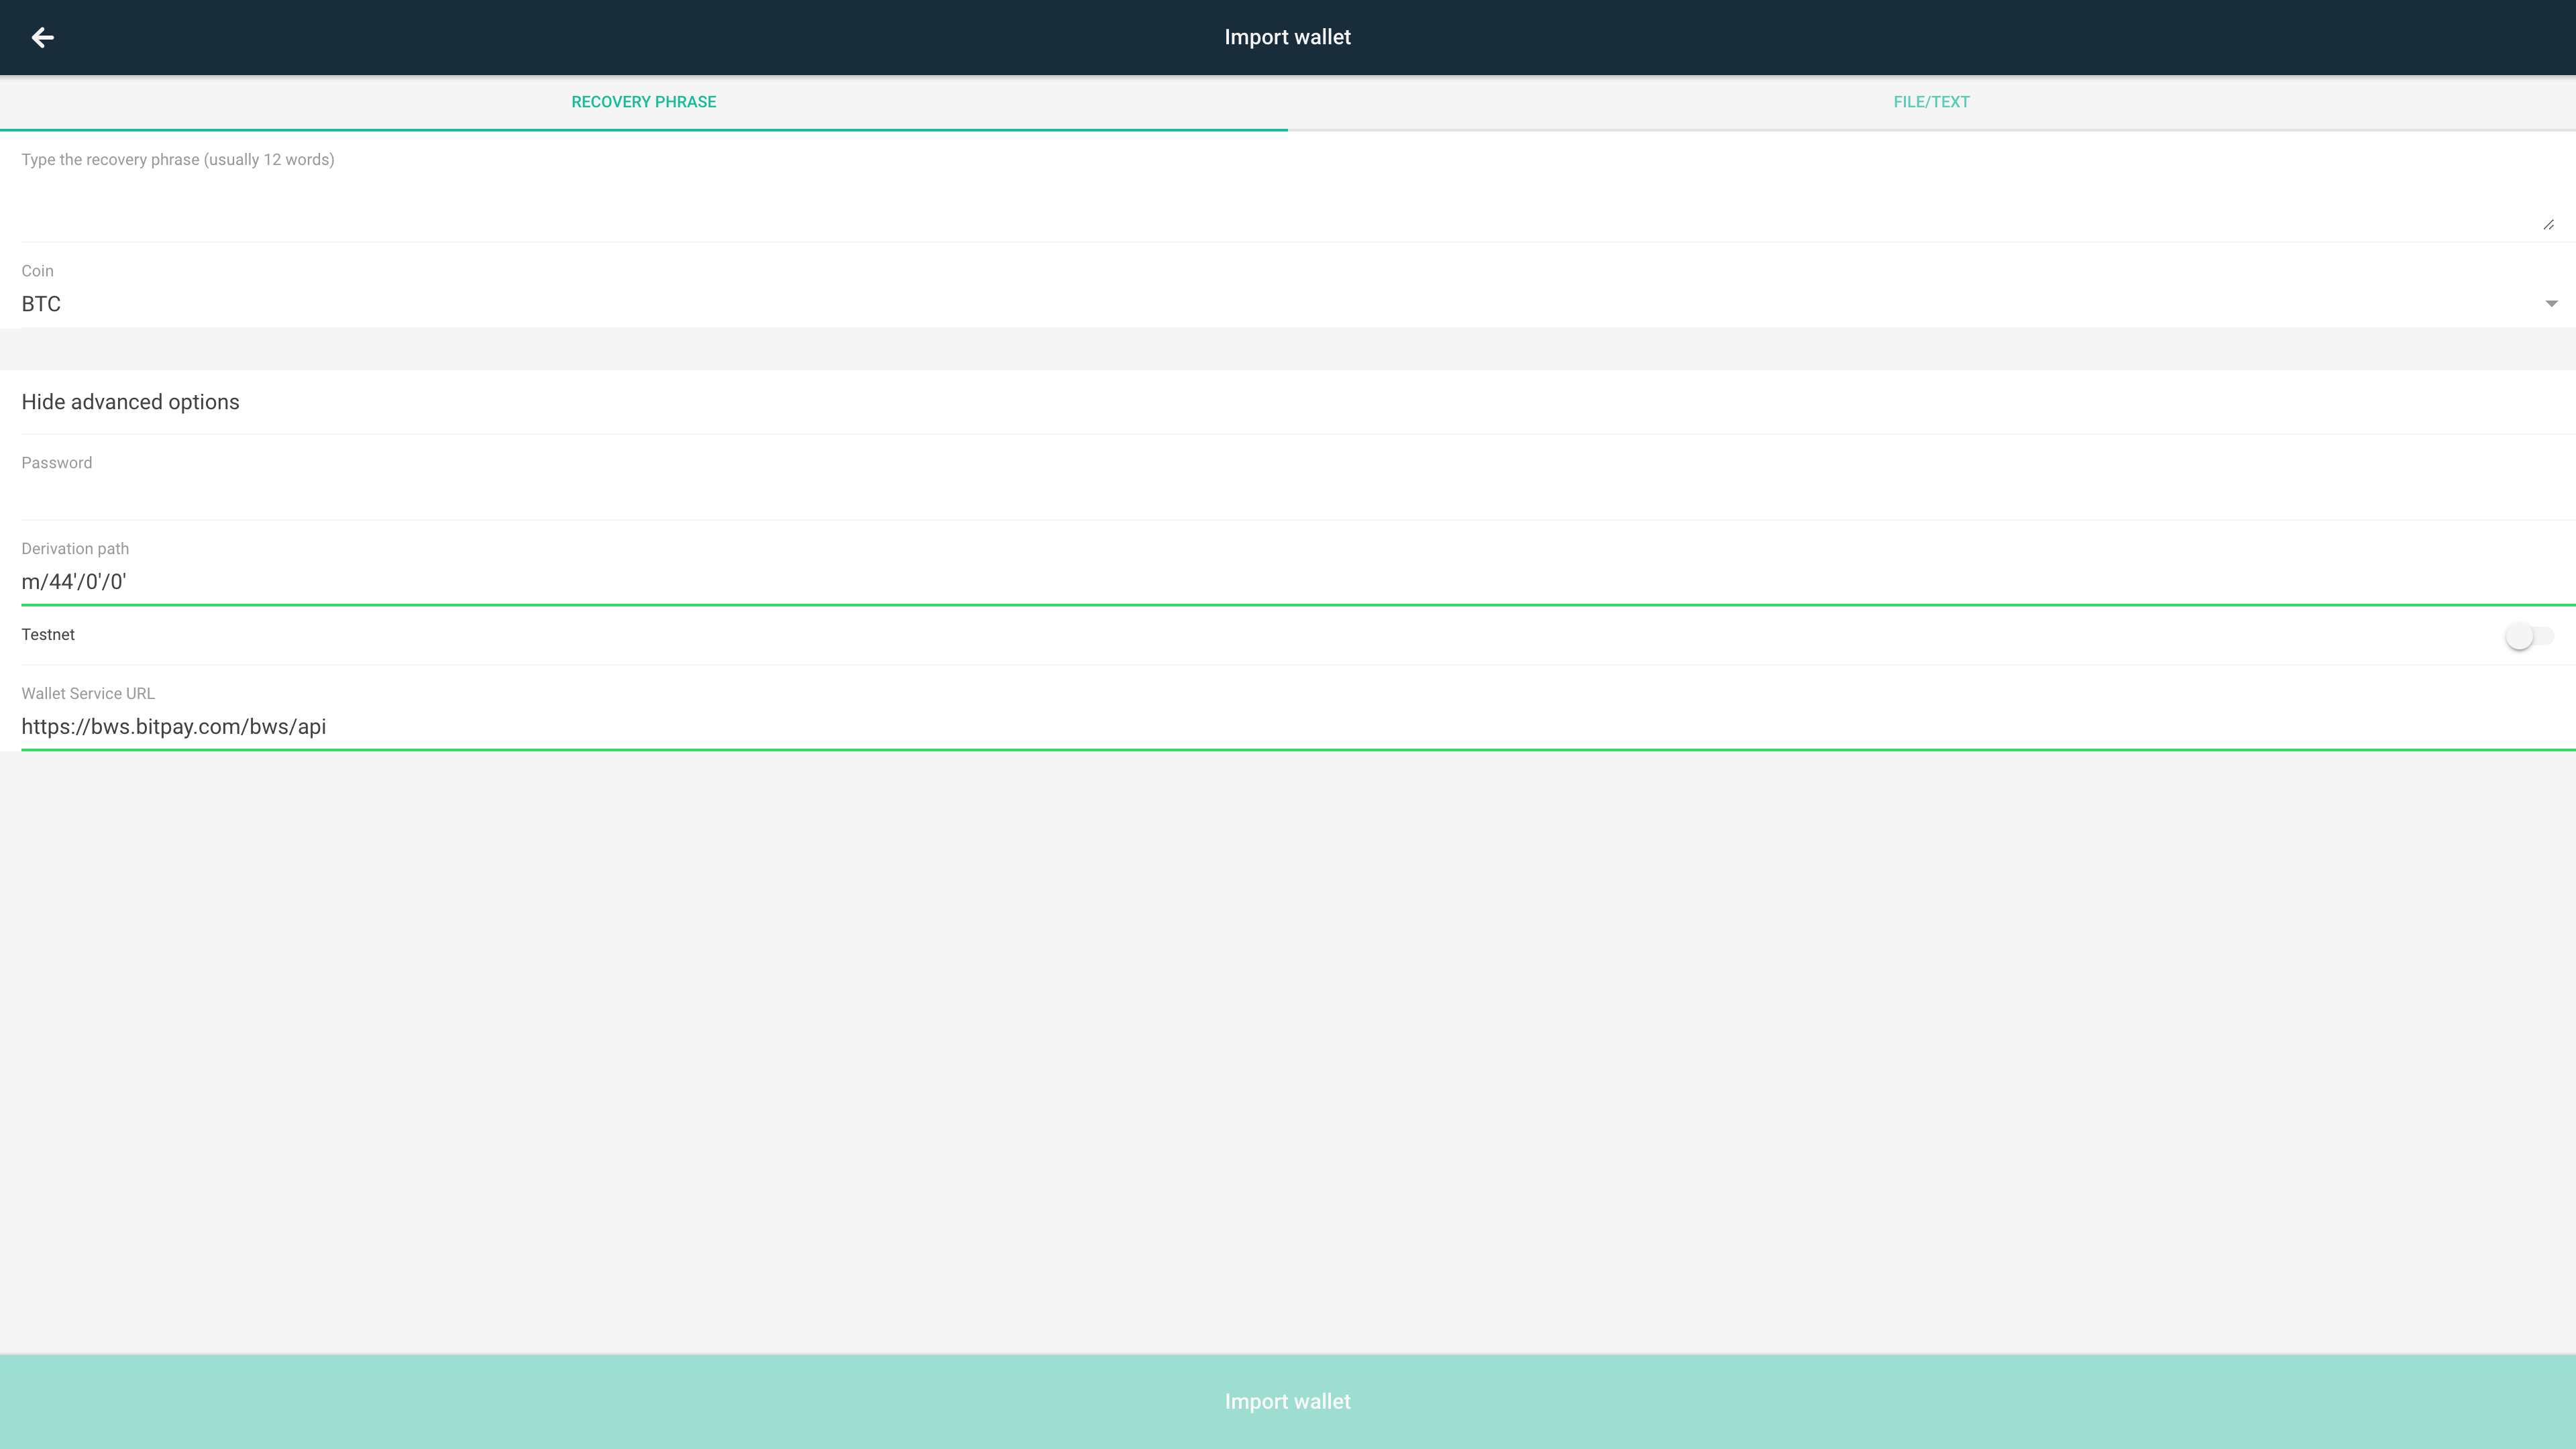 Import wallet
RECOVERY PHRASE
FILE/TEXT
Type the recovery phrase (usually 12 words)
Coin
BTC
Hide advanced options
Password
Derivation path
m/44'/0'/0'
Testnet
Wallet Service URL
https://bws.bitpay.com/bws/api
Import wallet